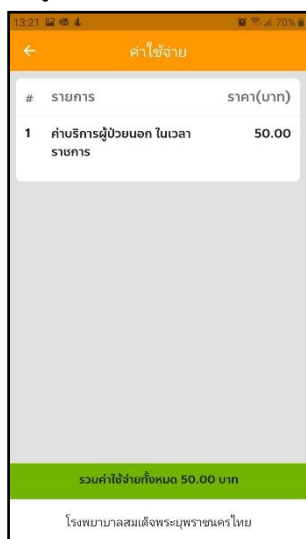 13:21 70%
ค่าใช้จ่าย
# รายการ ราคา(บาท)
1 ค่าบริการผู้ป่วยนอก ในเวลา 50.00
ราชการ
รวมค่าใช้จ่ายทั้งหมด 50.00 บาท
โรงพยาบาลสมเด็จพระยุพราชนครไทย